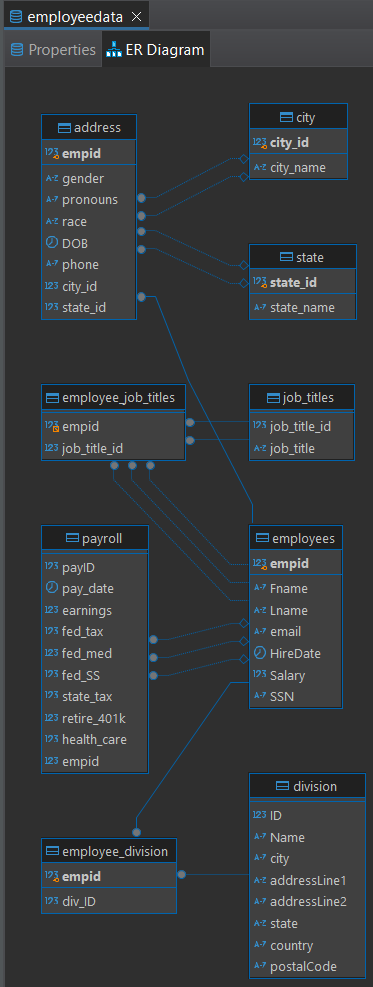 employeedata
Properties
ER Diagram
address
empid
gender
pronouns
race
DOB
phone
city_id
state_id
city
city_id
city_name
state
state_id
state_name
employee_job_titles
empid
job_title_id
job_titles
job_title_id
job_title
payroll
payID
pay_date
earnings
fed_tax
fed_med
fed_SS
state_tax
retire_401k
health_care
empid
employees
empid
Fname
Lname
email
HireDate
Salary
SSN
employee_division
empid
div_ID
division
ID
Name
city
addressLine1
addressLine2
state
country
postalCode